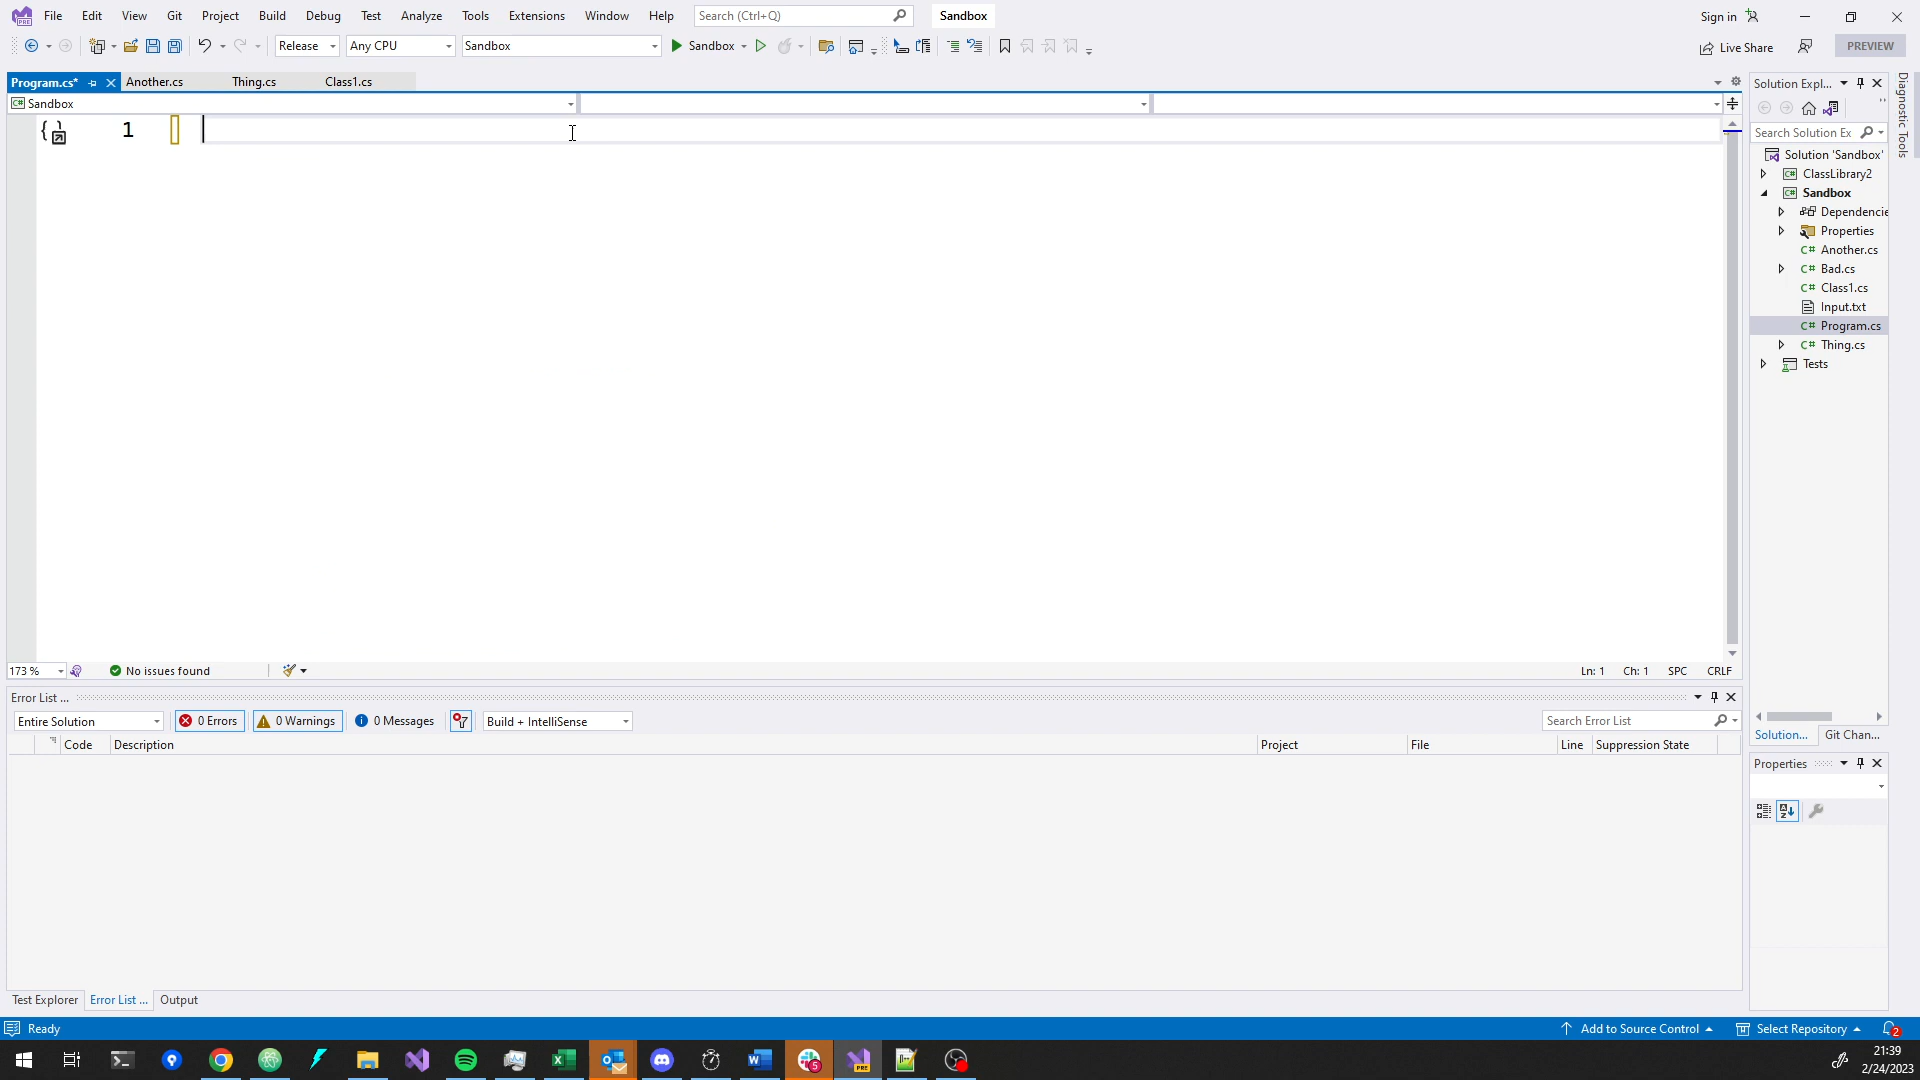 File Edit View Git Project Build Debug Test Analyze Tools Extensions Window Help Search (Ctrl+Q) Sandbox Sign in
Release Any CPU Sandbox Sandbox Live Share PREVIEW
Program.cs* Another.cs Thing.cs Class1.cs
C# Sandbox
1
Solution Expl...
Search Solution Ex
Solution 'Sandbox'
C# ClassLibrary2
C# Sandbox
Dependencie
Properties
C# Another.cs
C# Bad.cs
C# Class1.cs
Input.txt
C# Program.cs
C# Thing.cs
Tests
Diagnostic Tools
173 % No issues found Ln: 1 Ch: 1 SPC CRLF
Error List ...
Entire Solution 0 Errors 0 Warnings 0 Messages Build + IntelliSense Search Error List
Code Description Project File Line Suppression State
Solution... Git Chan...
Properties
Test Explorer Error List ... Output
Ready Add to Source Control Select Repository 2
21:39
2/24/2023